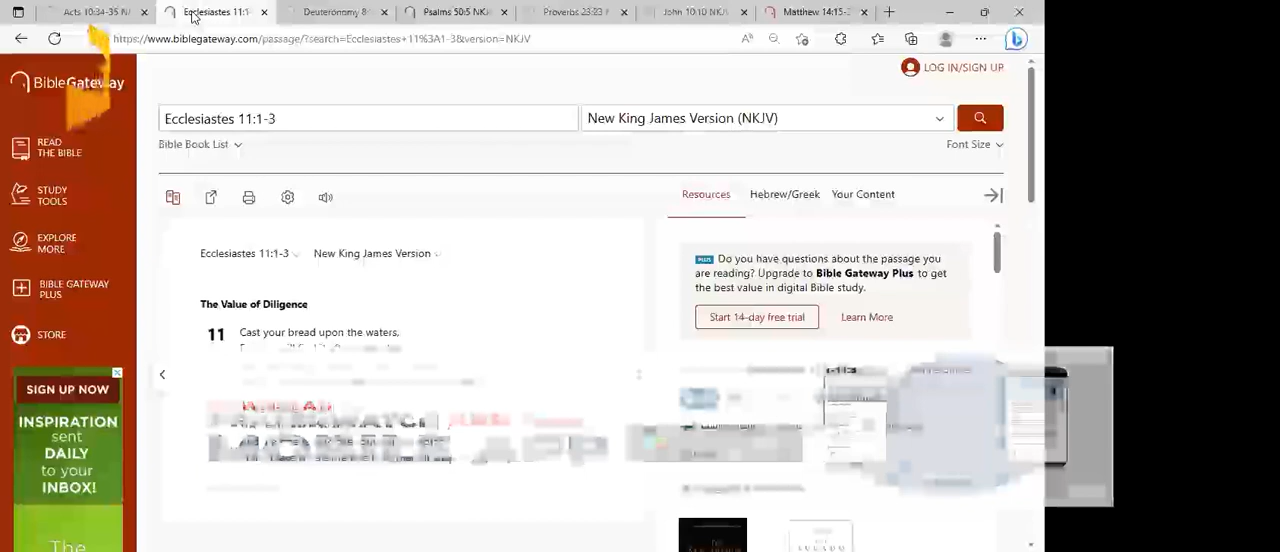 Acts 10:34-35 N
Ecclesiastes 11:1-
Deuteronomy 8
Psalms 50:5 NKJ
Proverbs 23:23
John 10:10 NKJV
Matthew 14:15-2
https://www.biblegateway.com/passage/?search=Ecclesiastes+11%3A1-3&version=NKJV
LOG IN/SIGN UP
BibleGateway
Ecclesiastes 11:1-3
New King James Version (NKJV)
Bible Book List
Font Size
READ
THE BIBLE
STUDY
TOOLS
EXPLORE
MORE
BIBLE GATEWAY
PLUS
STORE
Resources
Hebrew/Greek
Your Content
Ecclesiastes 11:1-3
New King James Version
The Value of Diligence
11 Cast your bread upon the waters,
PLUS Do you have questions about the passage you
are reading? Upgrade to Bible Gateway Plus to get
the best value in digital Bible study.
Start 14-day free trial
Learn More
SIGN UP NOW
INSPIRATION
sent
DAILY
to your
INBOX!
The